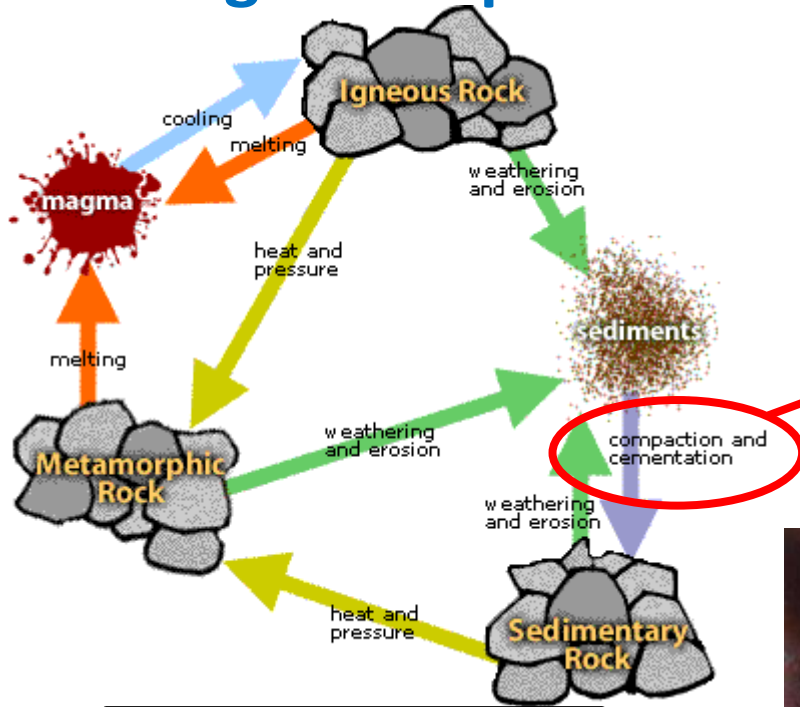 Igneous Rock
cooling
melting
weathering
and erosion
magma
heat and
pressure
sediments
melting
weathering
and erosion
compaction and
cementation
Metamorphic
Rock
weathering
and erosion
heat and
pressure
Sedimentary
Rock